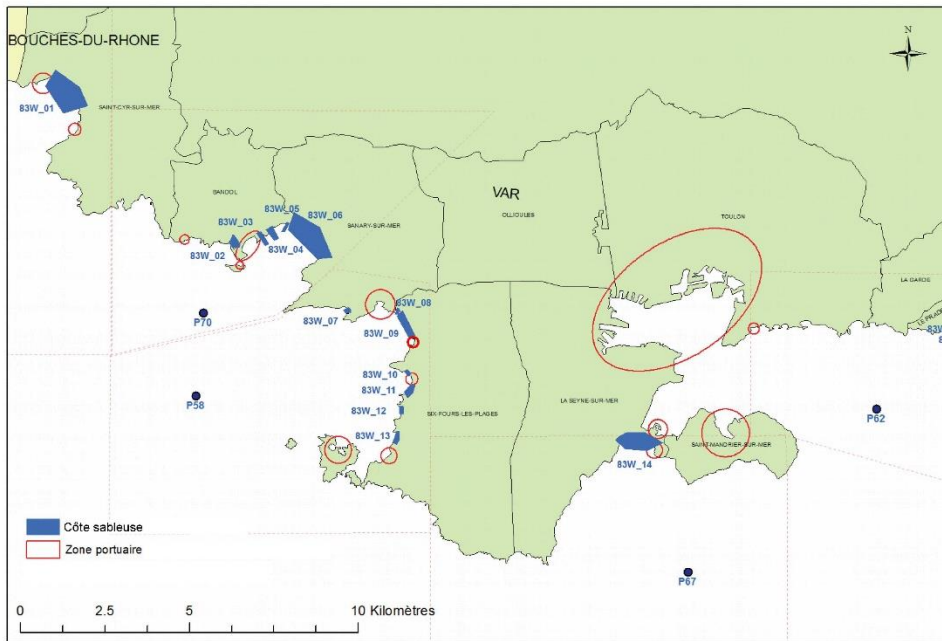 BOUCHES-DU-RHONE
N
83W_01
SAINT-CYR-SUR-MER
BANDOL
VAR
83W_05
83W_06
83W_03
SANARY-SUR-MER
OLLIOULES
TOULON
83W_02
83W_04
LA GARDE
83W_08
83W_07
P70
83W_09
83W_10
83W_11
P58
83W_12
SIX-FOURS-LES-PLAGES
LA SEYNE-SUR-MER
P62
83W_13
83W_14
SAINT-MANDRIER-SUR-MER
Côte sableuse
Zone portuaire
P67
0
2.5
5
10 Kilomètres